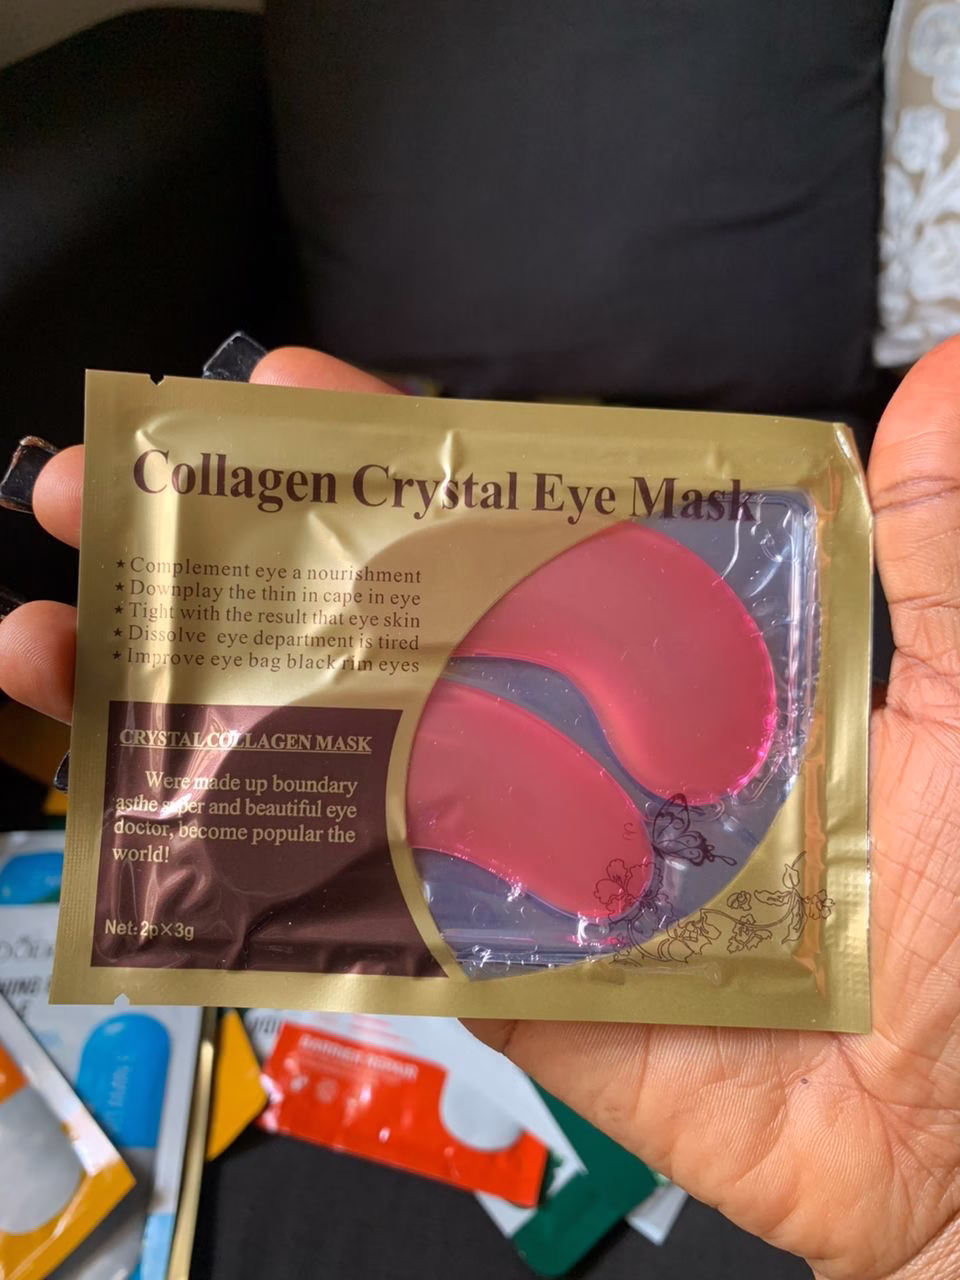 Collagen Crystal Eye Mask
★ Complement eye a nourishment
★ Downplay the thin in cape in eye
★ Tight with the result that eye skin
★ Dissolve eye department is tired
★ Improve eye bag black rim eyes
CRYSTAL COLLAGEN MASK
Were made up boundary
asthe super and beautiful eye
doctor, become popular the
world!
Net: 2p×3g
BARRIER REPAIR